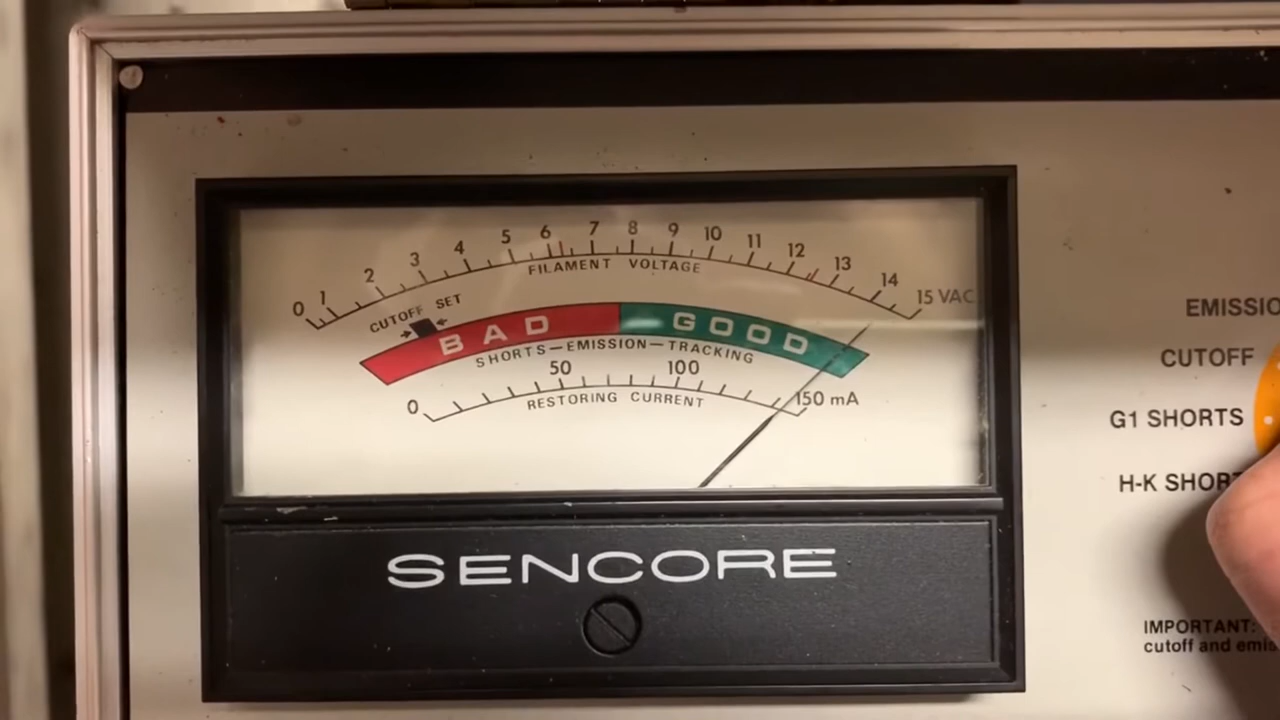 0 1 2 3 4 5 6 7 8 9 10 11 12 13 14 15 VAC
FILAMENT VOLTAGE
CUTOFF SET
BAD GOOD
SHORTS—EMISSION—TRACKING
0 50 100 150 mA
RESTORING CURRENT
SENCORE
EMISSIO
CUTOFF
G1 SHORTS
H-K SHORT
IMPORTANT:
cutoff and emis